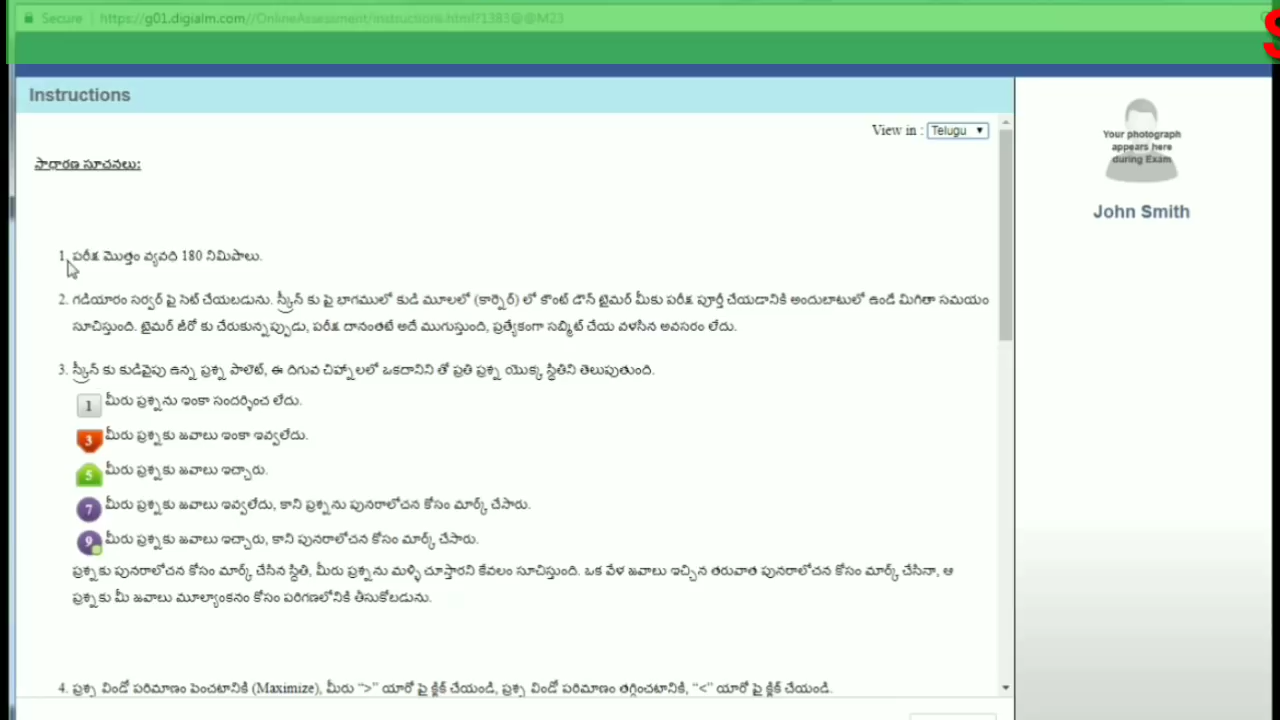 Secure https://g01.digialm.com//OnlineAssessment/instructions.html?1383@@M23
S
Instructions
View in : Telugu
సాధారణ సూచనలు:
1. పరీక్ష మొత్తం వ్యవధి 180 నిమిషాలు.
2. గడియారం సర్వర్ పై సెట్ చేయబడును. స్క్రీన్ కు పై భాగములో కుడి మూలలో (కార్నెర్) లో కౌంట్ డౌన్ టైమర్ మీకు పరీక్ష పూర్తి చేయడానికి అందుబాటులో ఉండే మిగితా సమయం
సూచిస్తుంది. టైమర్ జీరో కు చేరుకున్నప్పుడు, పరీక్ష దానంతటే అదే ముగుస్తుంది, ప్రత్యేకంగా సబ్మిట్ చేయ వళసిన అవసరం లేదు.
3. స్క్రీన్ కు కుడివైపు ఉన్న ప్రశ్న పాలెట్, ఈ దిగువ చిహ్నాలలో ఒకదానిని తో ప్రతి ప్రశ్న యొక్క స్థితిని తెలుపుతుంది.
1 మీరు ప్రశ్నను ఇంకా సందర్శించ లేదు.
3 మీరు ప్రశ్నకు జవాబు ఇంకా ఇవ్వలేదు.
5 మీరు ప్రశ్నకు జవాబు ఇచ్చారు.
7 మీరు ప్రశ్నకు జవాబు ఇవ్వలేదు, కాని ప్రశ్నను పునరాలోచన కోసం మార్క్ చేసారు.
9 మీరు ప్రశ్నకు జవాబు ఇచ్చారు, కాని పునరాలోచన కోసం మార్క్ చేసారు.
ప్రశ్నకు పునరాలోచన కోసం మార్క్ చేసిన స్థితి, మీరు ప్రశ్నను మళ్ళి చూస్తారని కేవలం సూచిస్తుంది. ఒక వేళ జవాబు ఇచ్చిన తరువాత పునరాలోచన కోసం మార్క్ చేసినా, ఆ
ప్రశ్నకు మీ జవాబు మూల్యాంకనం కోసం పరిగణలోనికి తీసుకోబడును.
4. ప్రశ్న విండో పరిమాణం పెంచటానికి (Maximize), మీరు “>” యారో పై క్లిక్ చేయండి, ప్రశ్న విండో పరిమాణం తగ్గించటానికి, “<” యారో పై క్లిక్ చేయండి.
Your photograph
appears here
during Exam
John Smith